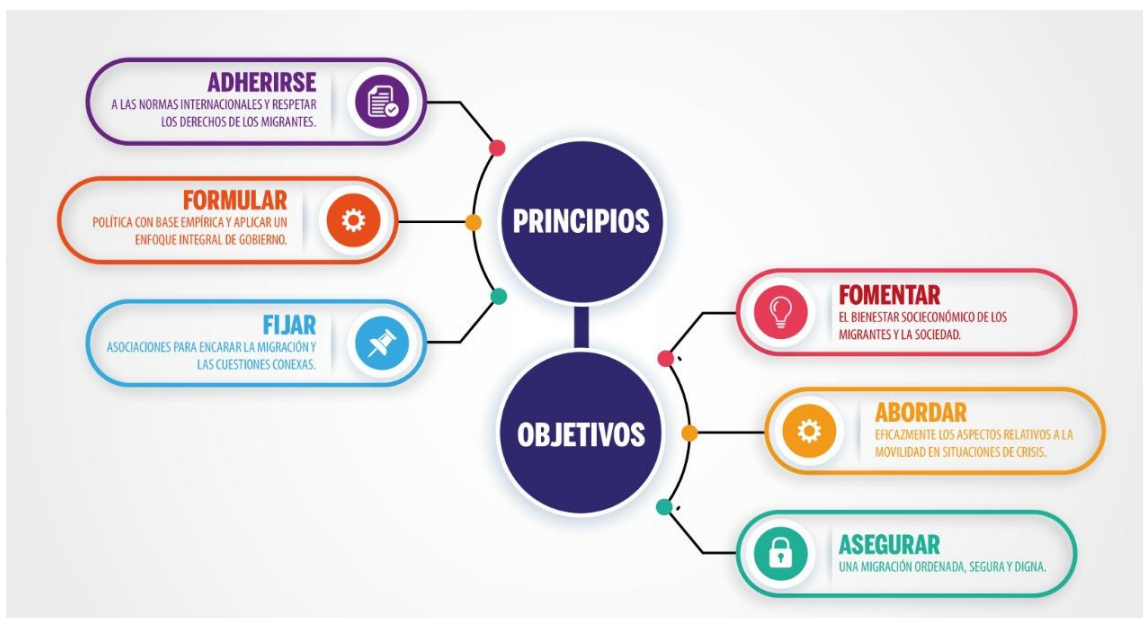 ADHERIRSE
A LAS NORMAS INTERNACIONALES Y RESPETAR
LOS DERECHOS DE LOS MIGRANTES.
FORMULAR
POLÍTICA CON BASE EMPÍRICA Y APLICAR UN
ENFOQUE INTEGRAL DE GOBIERNO.
FIJAR
ASOCIACIONES PARA ENCARAR LA MIGRACIÓN Y
LAS CUESTIONES CONEXAS.
PRINCIPIOS
OBJETIVOS
FOMENTAR
EL BIENESTAR SOCIECONÓMICO DE LOS
MIGRANTES Y LA SOCIEDAD.
ABORDAR
EFICAZMENTE LOS ASPECTOS RELATIVOS A LA
MOVILIDAD EN SITUACIONES DE CRISIS.
ASEGURAR
UNA MIGRACIÓN ORDENADA, SEGURA Y DIGNA.